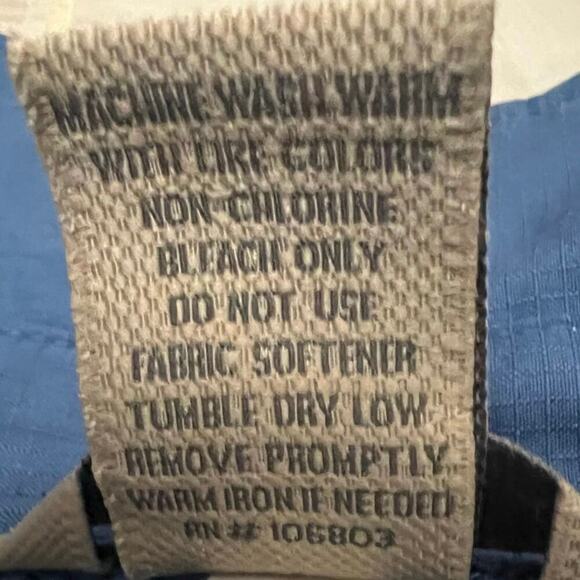 MACHINE WASH WARM
WITH LIKE COLORS
NON-CHLORINE
BLEACH ONLY
DO NOT USE
FABRIC SOFTENER
TUMBLE DRY LOW
REMOVE PROMPTLY
WARM IRON IF NEEDED
RN # 106803